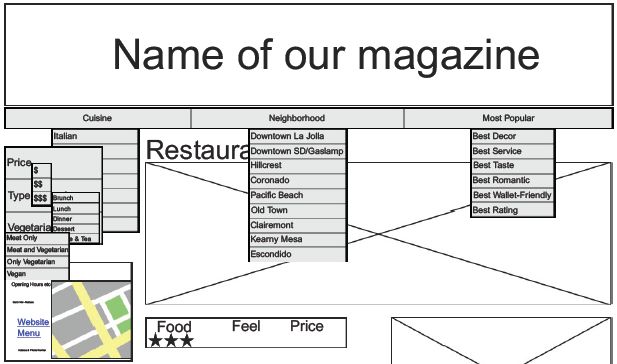 Name of our magazine
Cuisine
Neighborhood
Most Popular
Italian
Price
$
$$
$$$
Type
Brunch
Lunch
Dinner
Dessert
& Tea
Vegetaria
Meat Only
Meat and Vegetarian
Only Vegetarian
Vegan
Opening Hours etc
Website
Menu
Restaura
Downtown La Jolla
Downtown SD/Gaslamp
Hillcrest
Coronado
Pacific Beach
Old Town
Clairemont
Kearny Mesa
Escondido
Best Decor
Best Service
Best Taste
Best Romantic
Best Wallet-Friendly
Best Rating
Food Feel Price
★★★